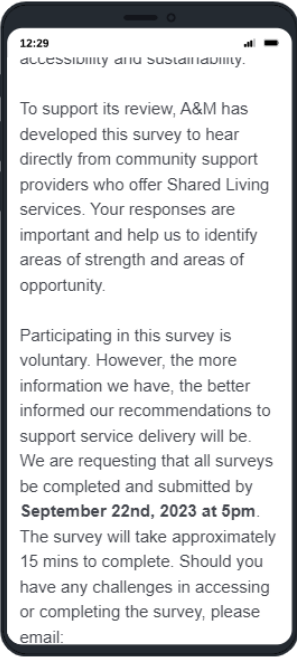 12:29
accessibility and sustainability.
To support its review, A&M has
developed this survey to hear
directly from community support
providers who offer Shared Living
services. Your responses are
important and help us to identify
areas of strength and areas of
opportunity.
Participating in this survey is
voluntary. However, the more
information we have, the better
informed our recommendations to
support service delivery will be.
We are requesting that all surveys
be completed and submitted by
September 22nd, 2023 at 5pm.
The survey will take approximately
15 mins to complete. Should you
have any challenges in accessing
or completing the survey, please
email: